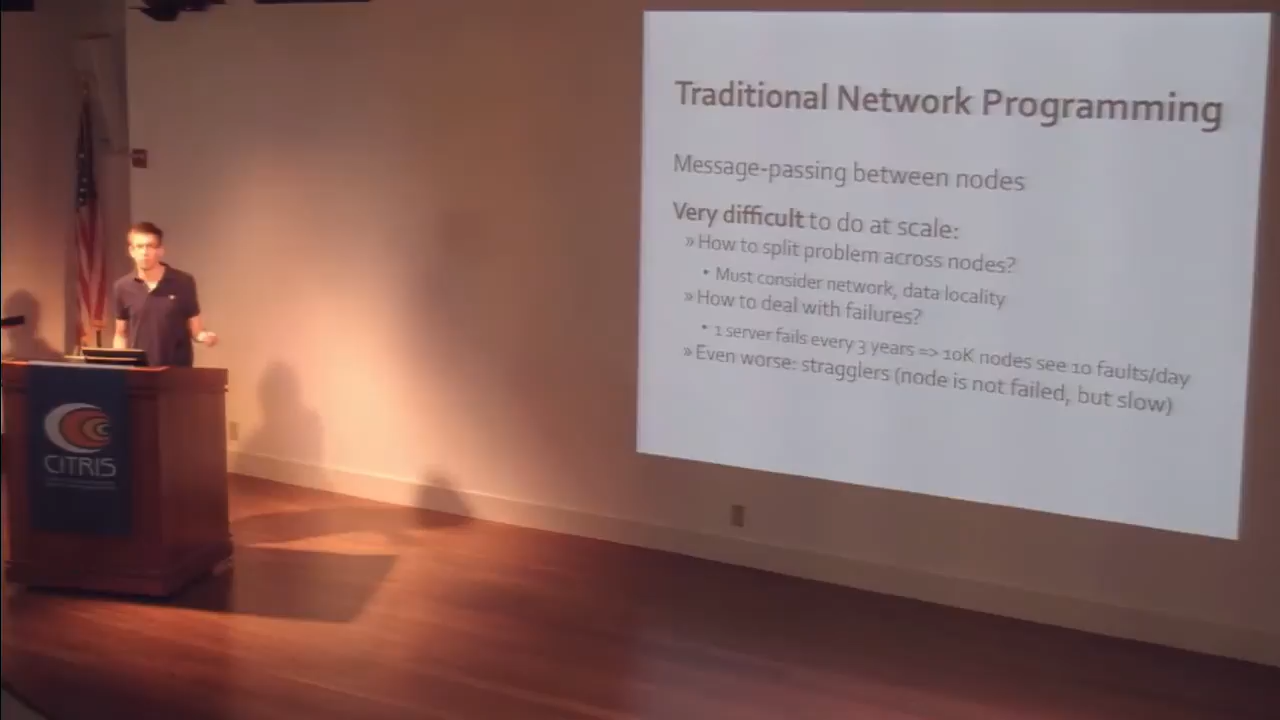 Traditional Network Programming
Message-passing between nodes
Very difficult to do at scale:
» How to split problem across nodes?
• Must consider network, data locality
» How to deal with failures?
• 1 server fails every 3 years => 10K nodes see 10 faults/day
» Even worse: stragglers (node is not failed, but slow)
CITRIS